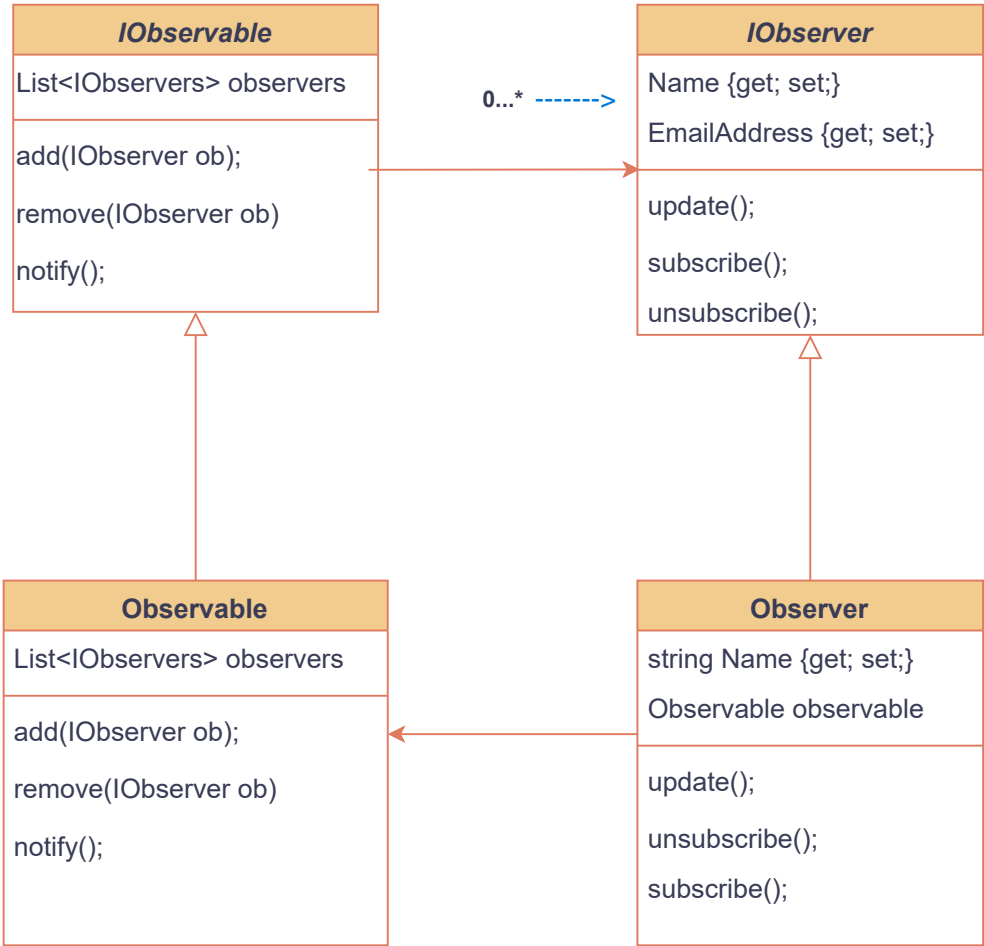 IObservable
List<IObservers> observers
add(IObserver ob);
remove(IObserver ob)
notify();
0...* ------->
IObserver
Name {get; set;}
EmailAddress {get; set;}
update();
subscribe();
unsubscribe();
Observable
List<IObservers> observers
add(IObserver ob);
remove(IObserver ob)
notify();
Observer
string Name {get; set;}
Observable observable
update();
unsubscribe();
subscribe();